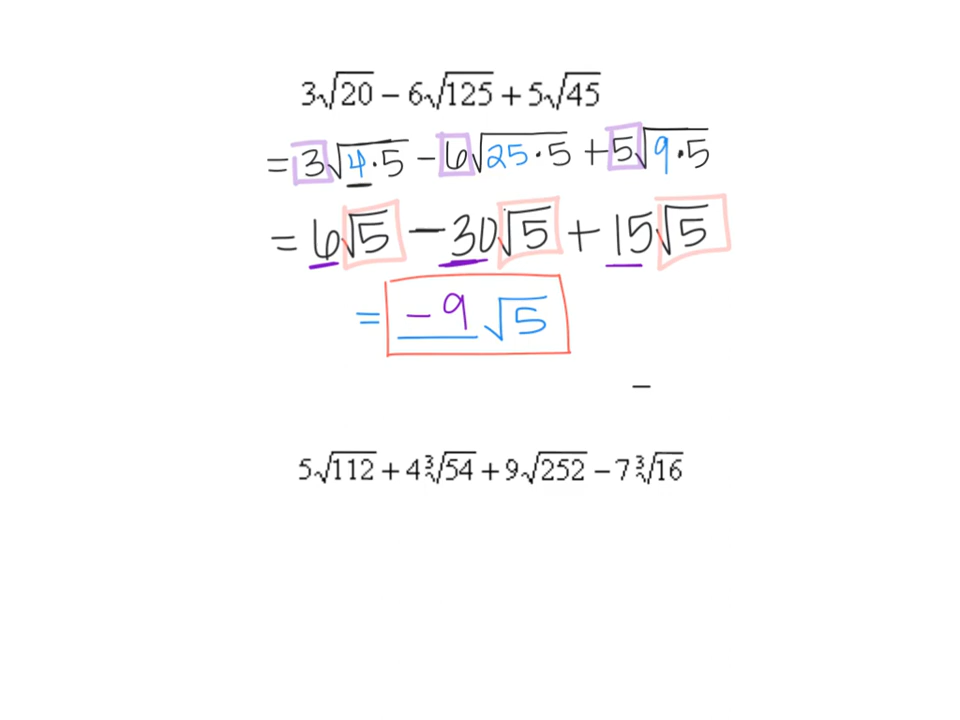 3√20 − 6√125 + 5√45
= 3√4·5 − 6√25·5 + 5√9·5
= 6√5 − 30√5 + 15√5
= −9√5
−
5√112 + 4∛54 + 9√252 − 7∛16